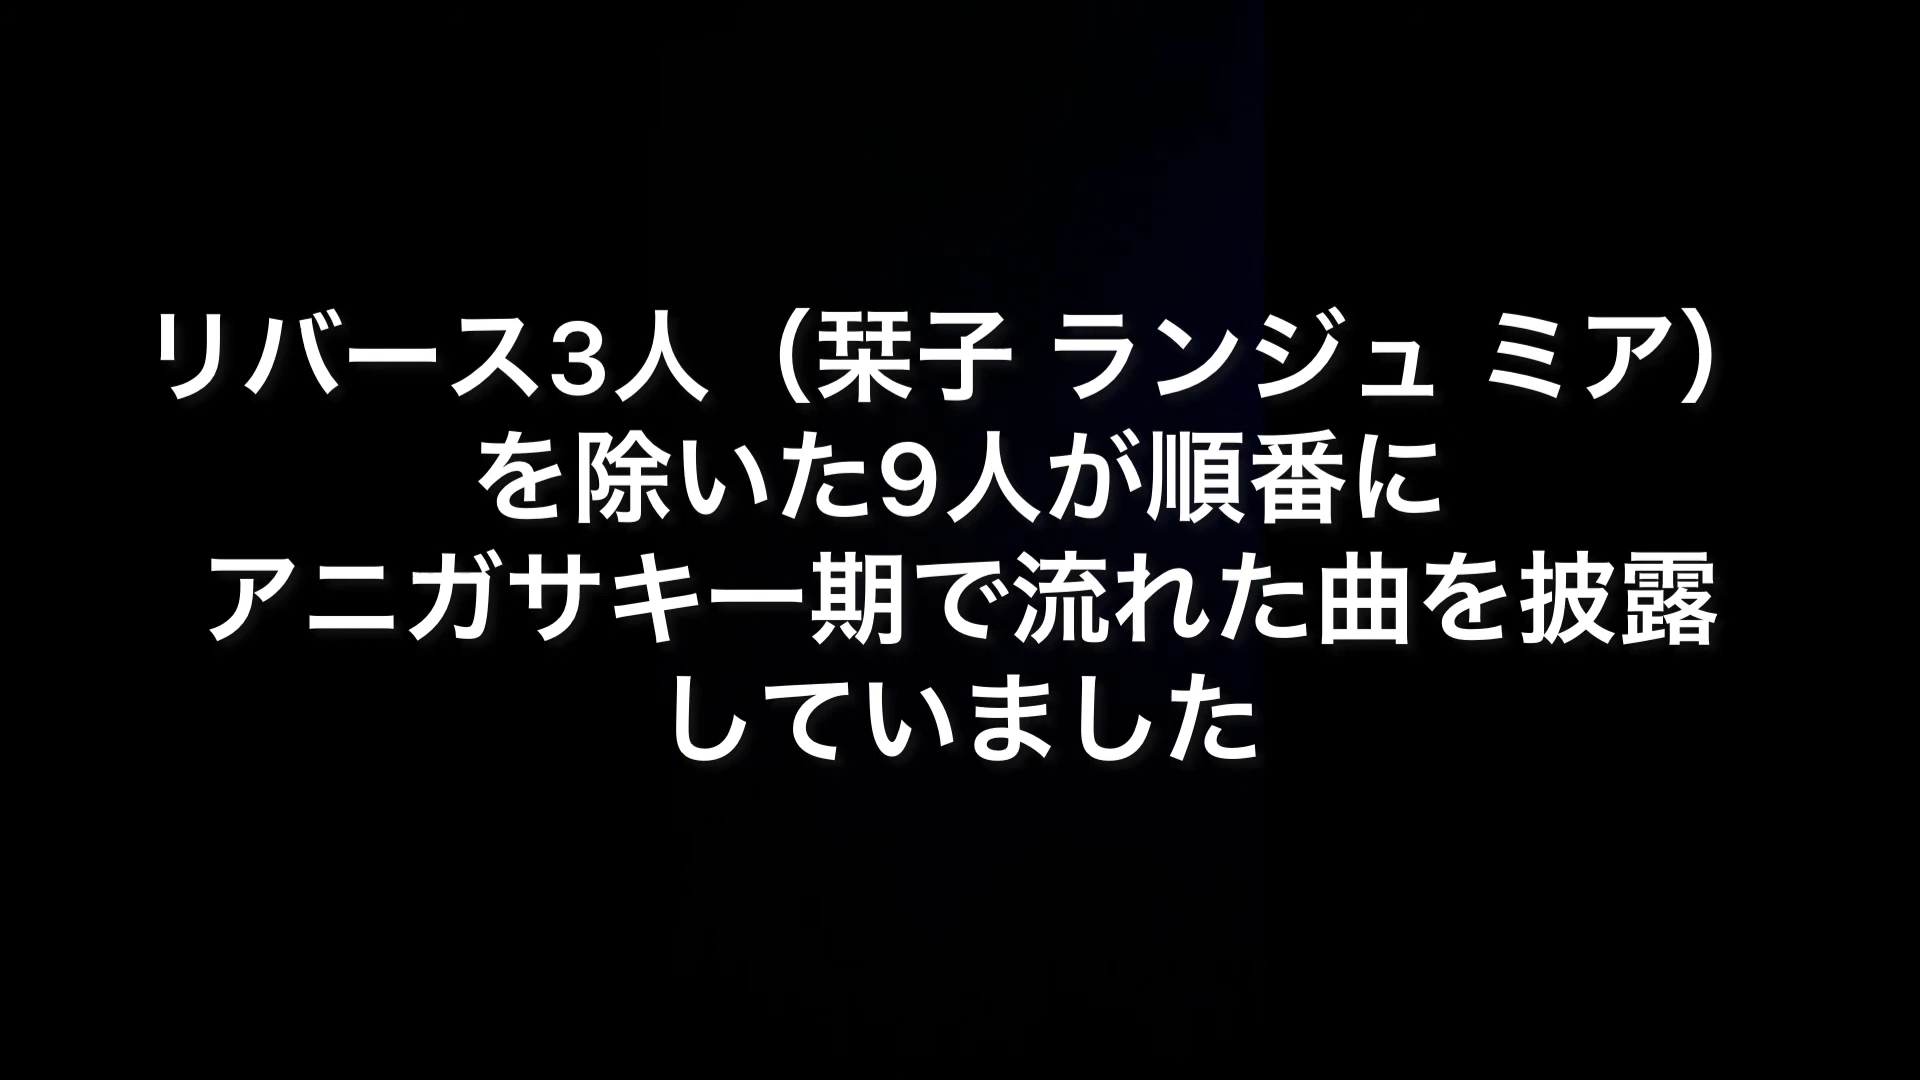 リバース3人（栞子 ランジュ ミア）
を除いた9人が順番に
アニガサキ一期で流れた曲を披露
していました